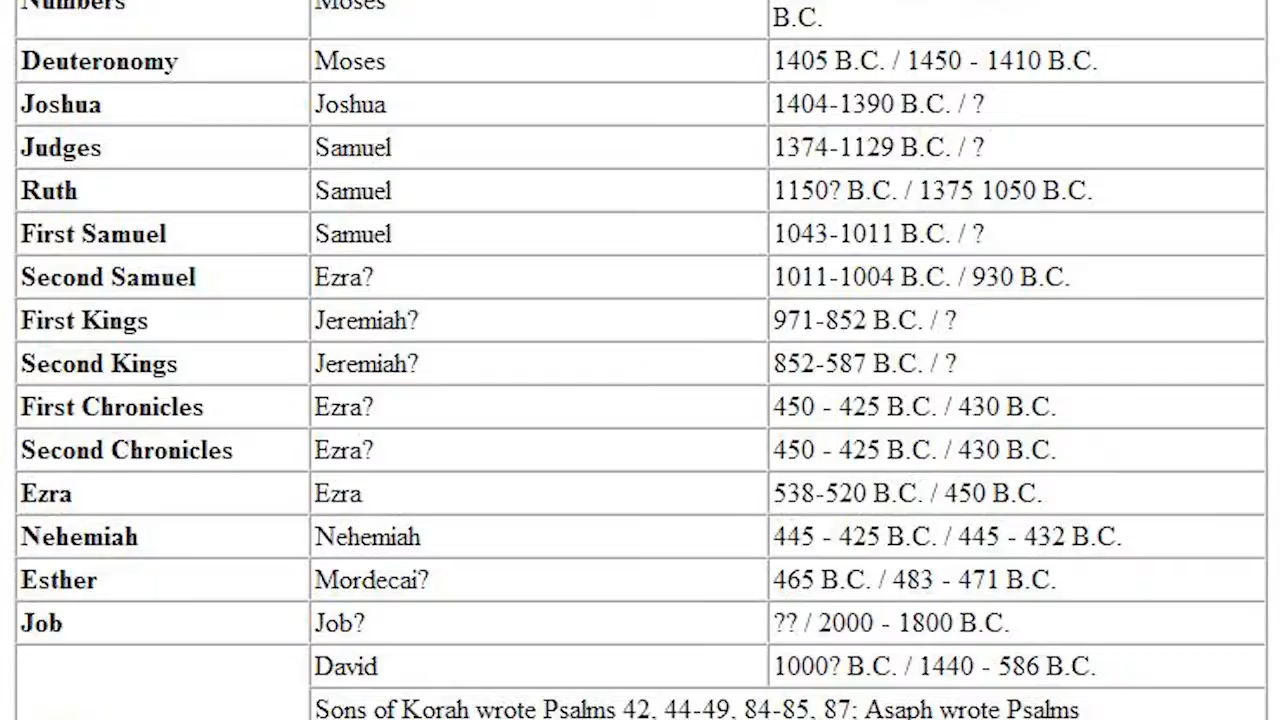 Numbers Moses
B.C.
Deuteronomy Moses 1405 B.C. / 1450 - 1410 B.C.
Joshua Joshua 1404-1390 B.C. / ?
Judges Samuel 1374-1129 B.C. / ?
Ruth Samuel 1150? B.C. / 1375 1050 B.C.
First Samuel Samuel 1043-1011 B.C. / ?
Second Samuel Ezra? 1011-1004 B.C. / 930 B.C.
First Kings Jeremiah? 971-852 B.C. / ?
Second Kings Jeremiah? 852-587 B.C. / ?
First Chronicles Ezra? 450 - 425 B.C. / 430 B.C.
Second Chronicles Ezra? 450 - 425 B.C. / 430 B.C.
Ezra Ezra 538-520 B.C. / 450 B.C.
Nehemiah Nehemiah 445 - 425 B.C. / 445 - 432 B.C.
Esther Mordecai? 465 B.C. / 483 - 471 B.C.
Job Job? ?? / 2000 - 1800 B.C.
David 1000? B.C. / 1440 - 586 B.C.
Sons of Korah wrote Psalms 42, 44-49, 84-85, 87; Asaph wrote Psalms